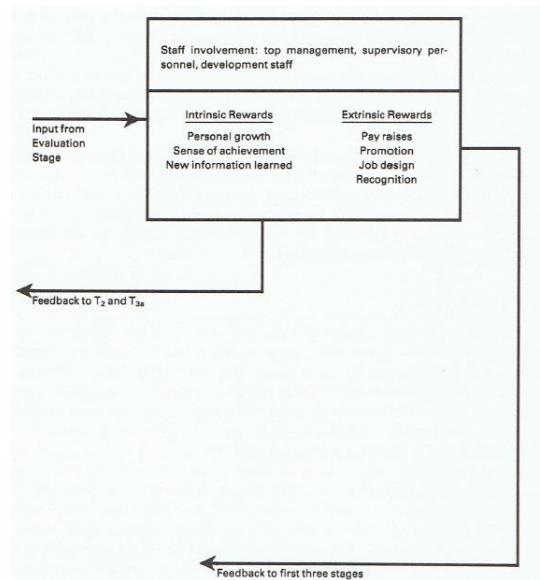 Staff involvement: top management, supervisory per-
sonnel, development staff
Input from
Evaluation
Stage
Intrinsic Rewards
Personal growth
Sense of achievement
New information learned
Extrinsic Rewards
Pay raises
Promotion
Job design
Recognition
Feedback to T₂ and T₃ₐ
Feedback to first three stages